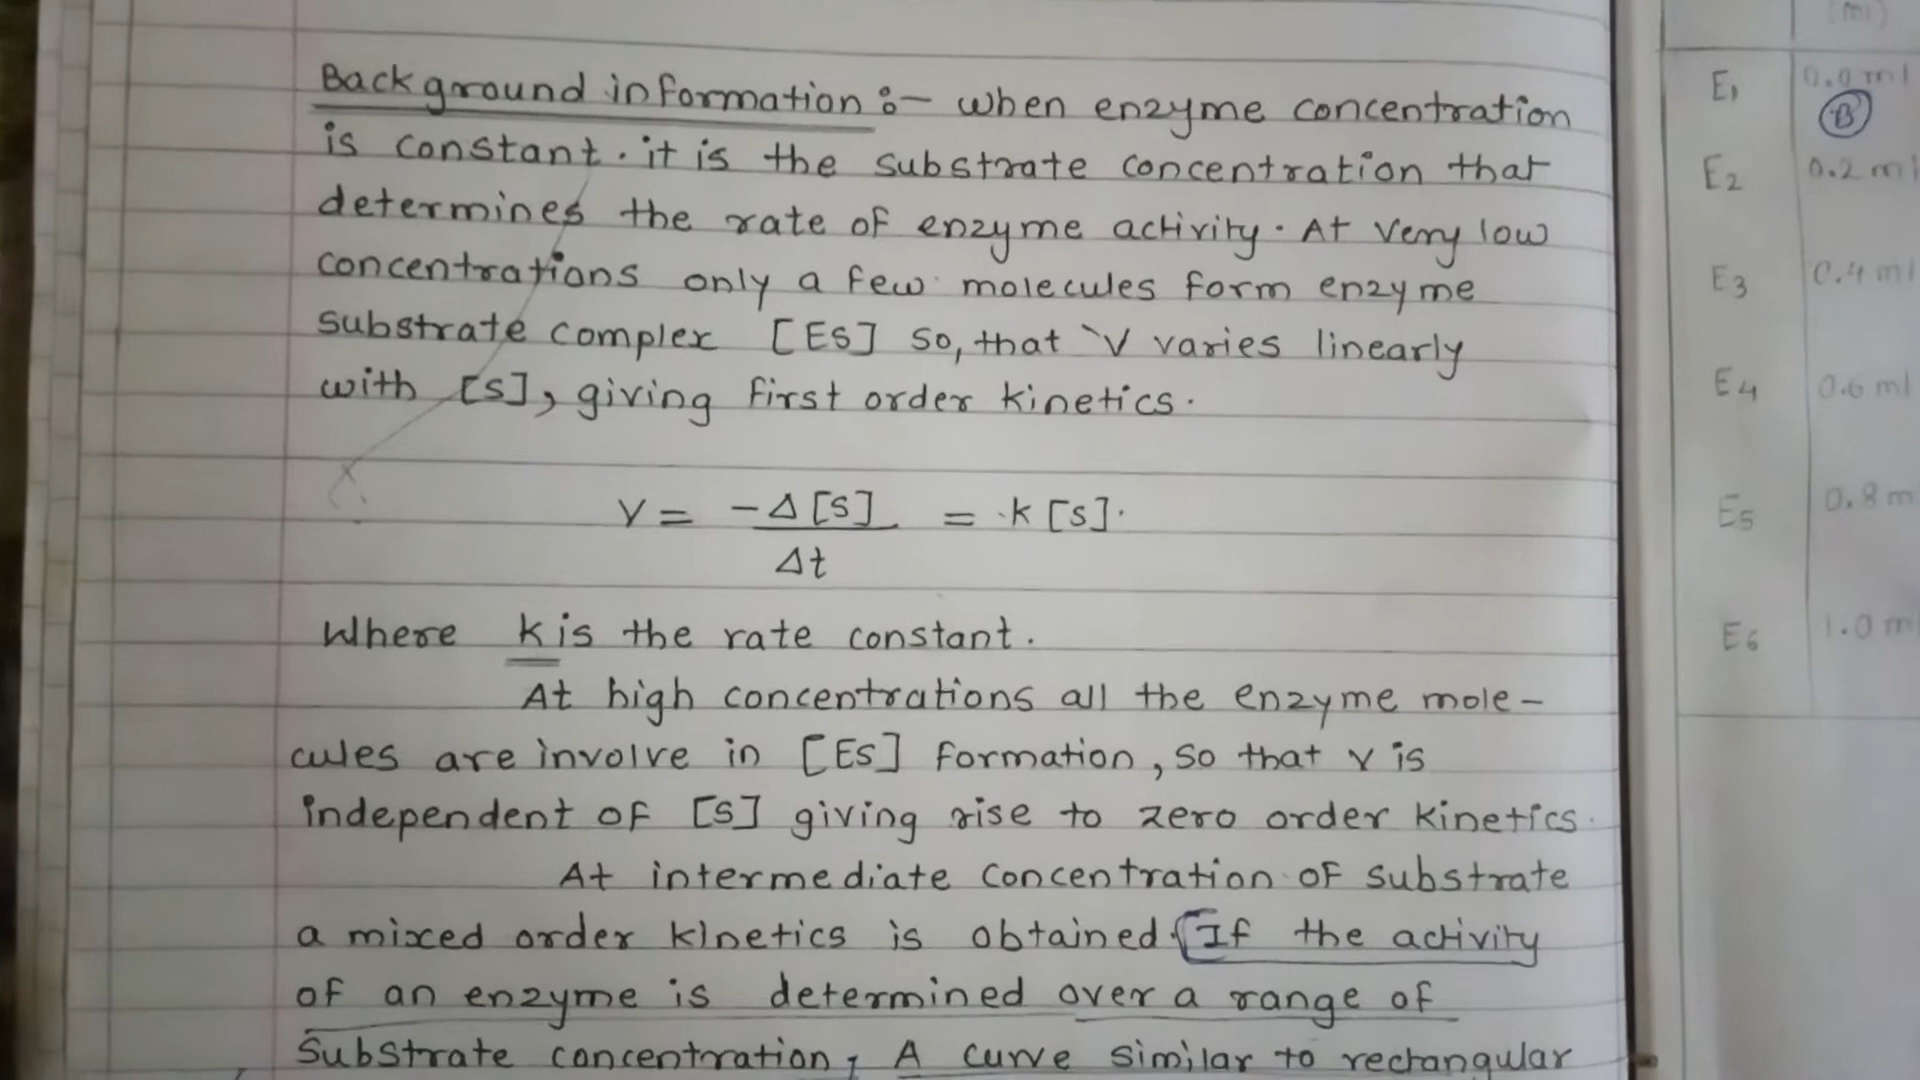 Background information :- when enzyme concentration
is constant. it is the substrate concentration that
determines the rate of enzyme activity. At very low
concentrations only a few molecules form enzyme
substrate complex [ES] so, that V varies linearly
with [S], giving first order kinetics.
V = -Δ[S] / Δt = k [S].
Where K is the rate constant.
At high concentrations all the enzyme mole-
cules are involve in [ES] formation, so that v is
independent of [S] giving rise to zero order kinetics.
At intermediate concentration of substrate
a mixed order kinetics is obtained. [If the activity
of an enzyme is determined over a range of
Substrate concentration, A curve similar to rectangular
(ml)
E1 0.0 ml
B
E2 0.2 ml
E3 0.4 ml
E4 0.6 ml
E5 0.8 m
E6 1.0 m